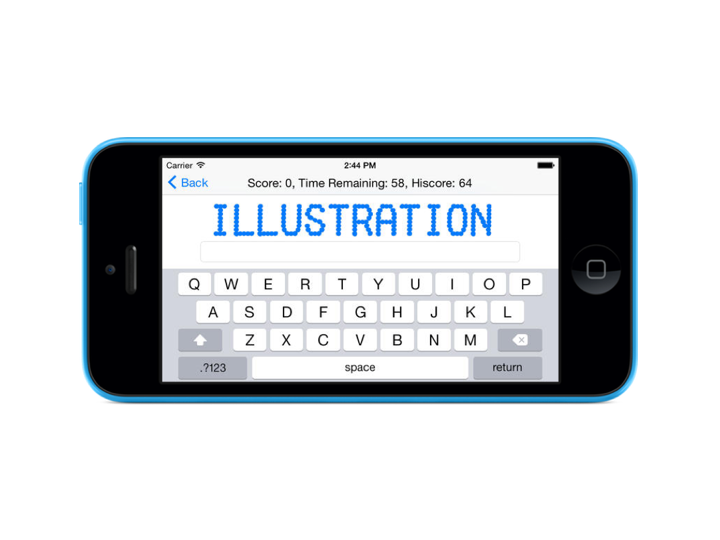 Carrier 2:44 PM
Back Score: 0, Time Remaining: 58, Hiscore: 64
ILLUSTRATION
Q W E R T Y U I O P
A S D F G H J K L
Z X C V B N M
.?123 space return